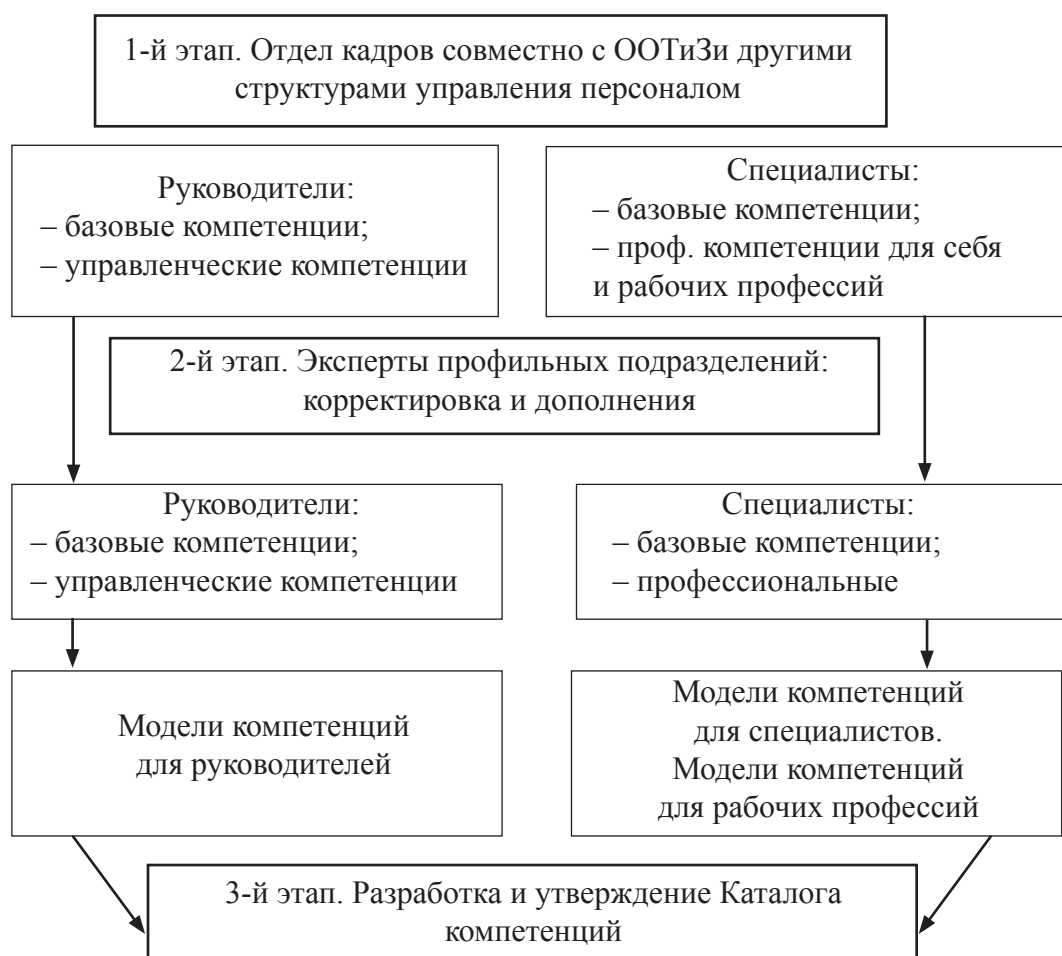 1-й этап. Отдел кадров совместно с ООТиЗи другими
структурами управления персоналом
Руководители:
– базовые компетенции;
– управленческие компетенции
Специалисты:
– базовые компетенции;
– проф. компетенции для себя
и рабочих профессий
2-й этап. Эксперты профильных подразделений:
корректировка и дополнения
Руководители:
– базовые компетенции;
– управленческие компетенции
Специалисты:
– базовые компетенции;
– профессиональные
Модели компетенций
для руководителей
Модели компетенций
для специалистов.
Модели компетенций
для рабочих профессий
3-й этап. Разработка и утверждение Каталога
компетенций